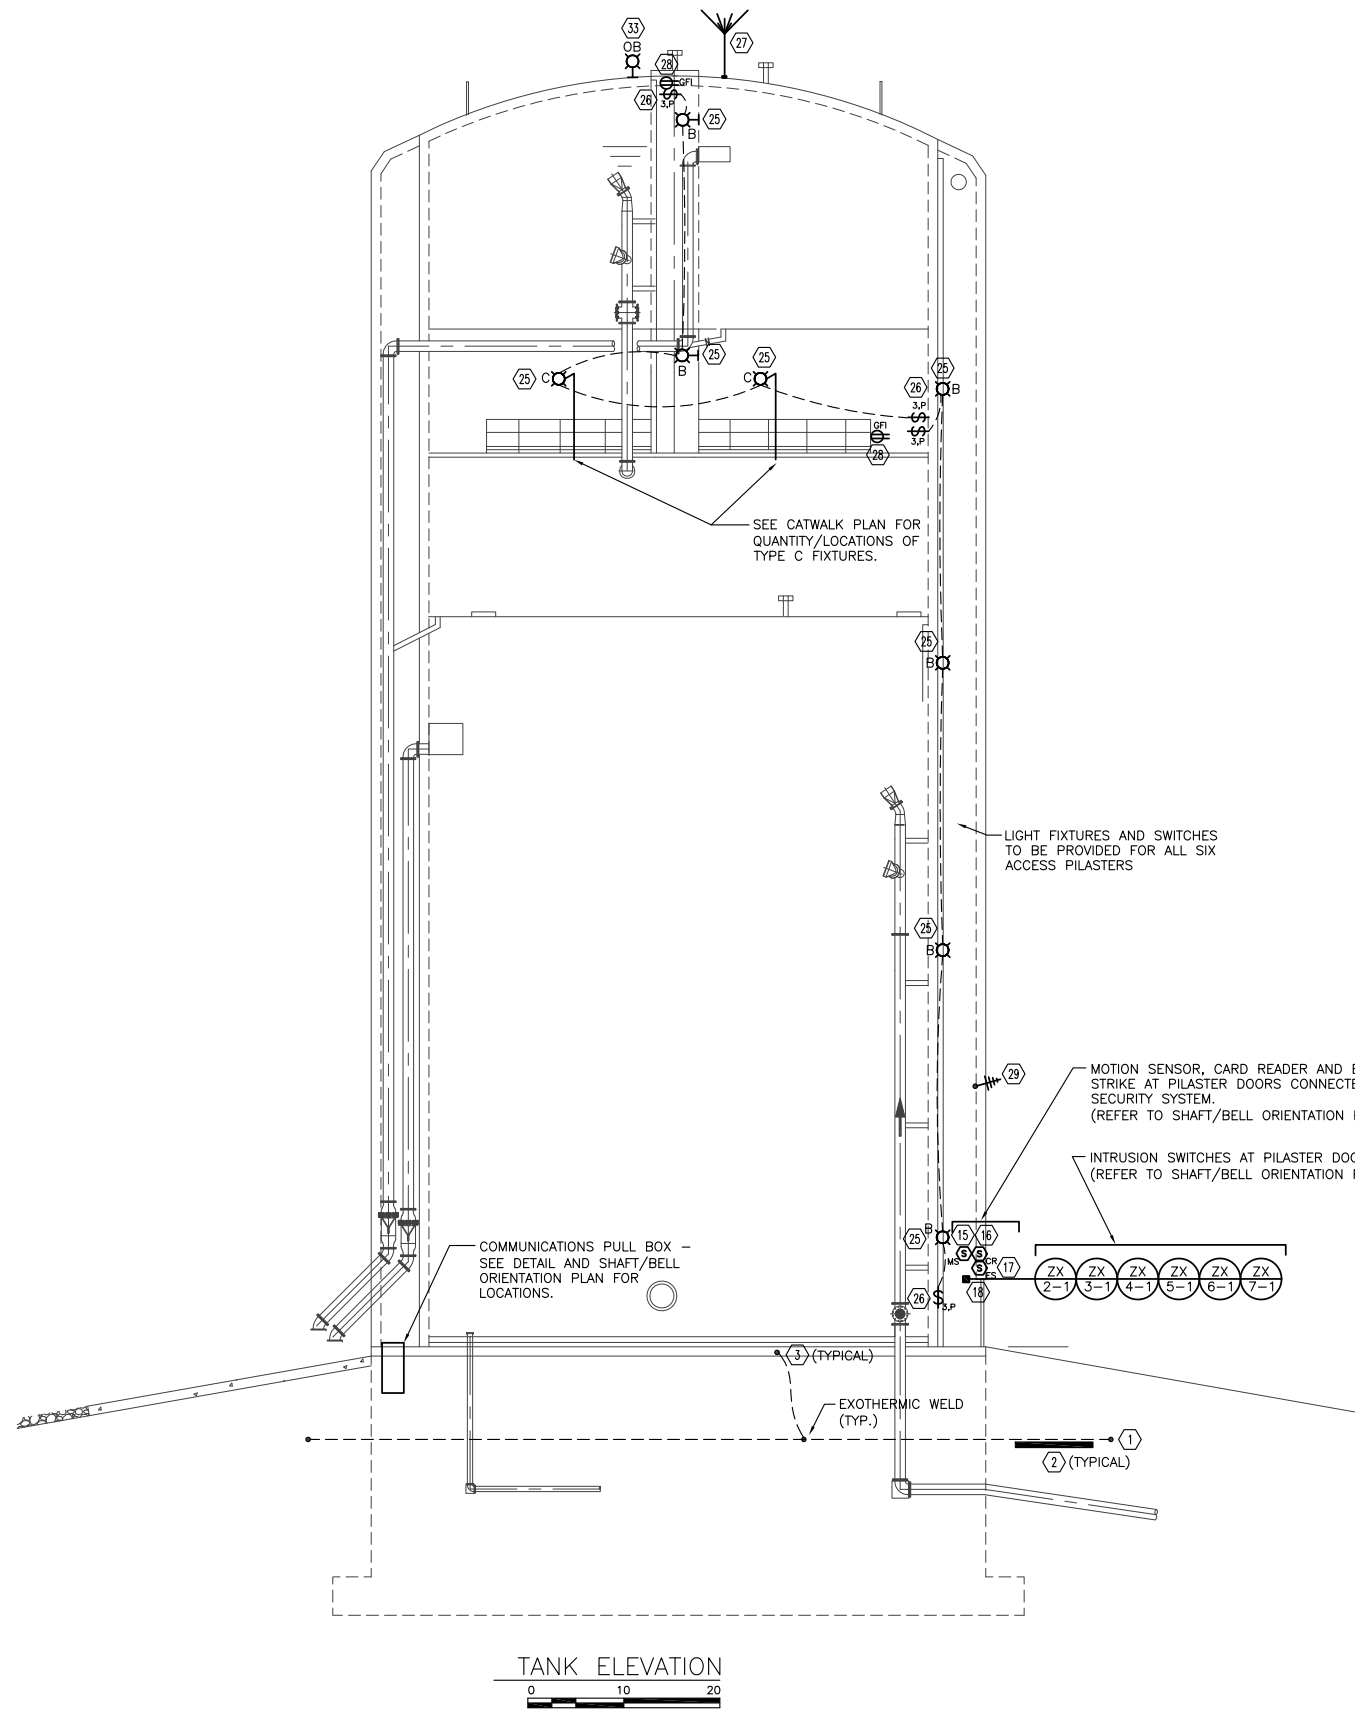 33
OB
27
28
GFI
26
3,P
25
B
25
B
25
C
25
C
25
B
26
3,P
3,P
GFI
28
SEE CATWALK PLAN FOR
QUANTITY/LOCATIONS OF
TYPE C FIXTURES.
25
B
LIGHT FIXTURES AND SWITCHES
TO BE PROVIDED FOR ALL SIX
ACCESS PILASTERS
25
B
29
MOTION SENSOR, CARD READER AND E
STRIKE AT PILASTER DOORS CONNECTE
SECURITY SYSTEM.
(REFER TO SHAFT/BELL ORIENTATION
INTRUSION SWITCHES AT PILASTER DOO
(REFER TO SHAFT/BELL ORIENTATION
COMMUNICATIONS PULL BOX –
SEE DETAIL AND SHAFT/BELL
ORIENTATION PLAN FOR
LOCATIONS.
B
25
15
16
MS
S
S
CR
S
ES
17
18
26
$
3,P
ZX
2-1
ZX
3-1
ZX
4-1
ZX
5-1
ZX
6-1
ZX
7-1
3 (TYPICAL)
EXOTHERMIC WELD
(TYP.)
1
2 (TYPICAL)
TANK ELEVATION
0 10 20